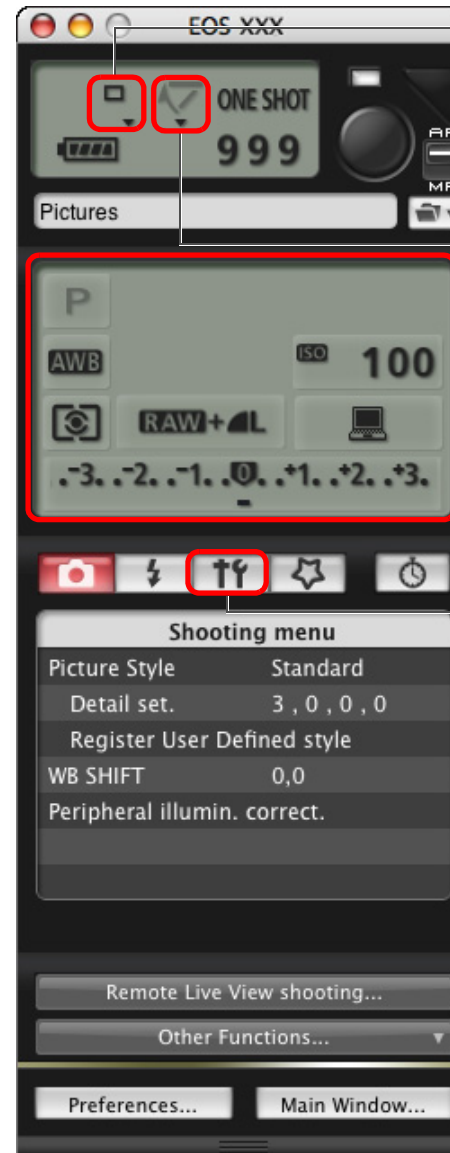 EOS XXX
ONE SHOT
999
AF
MF
Pictures
P
AWB
ISO 100
RAW+L
.-3. .-2. .-1. .0. .+1. .+2. .+3.
Shooting menu
Picture Style Standard
Detail set. 3 , 0 , 0 , 0
Register User Defined style
WB SHIFT 0,0
Peripheral illumin. correct.
Remote Live View shooting...
Other Functions...
Preferences... Main Window...